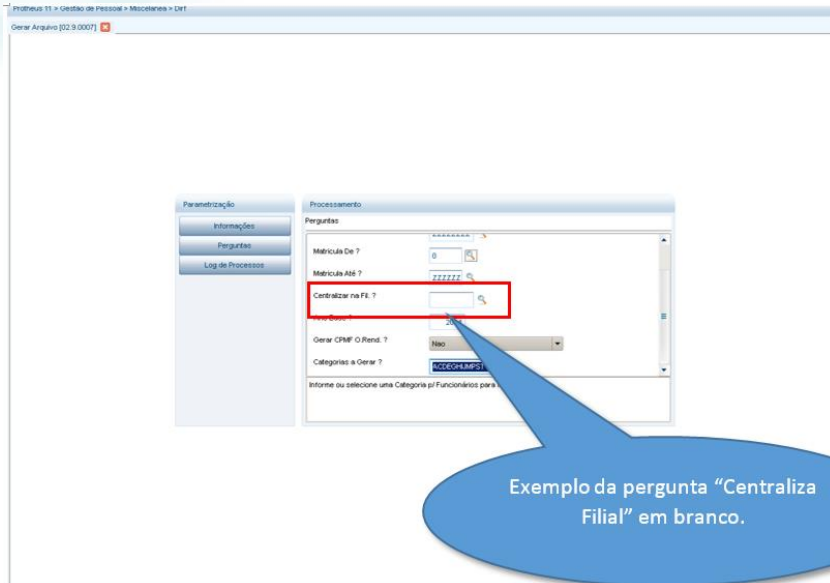 Protheus 11 > Gestão de Pessoal > Miscelanea > Dirf
Gerar Arquivo [02.9.0007]
Parametrização
Processamento
Informações
Perguntas
Perguntas
Log de Processos
Matricula De ?
0
Matricula Até ?
ZZZZZZ
Centralizar na Fil. ?
Gerar CPMF O.Rend. ?
Nao
Categorias a Gerar ?
ACDEGHIJMPST
Informe ou selecione uma Categoria p/ Funcionários para
Exemplo da pergunta “Centraliza
Filial” em branco.